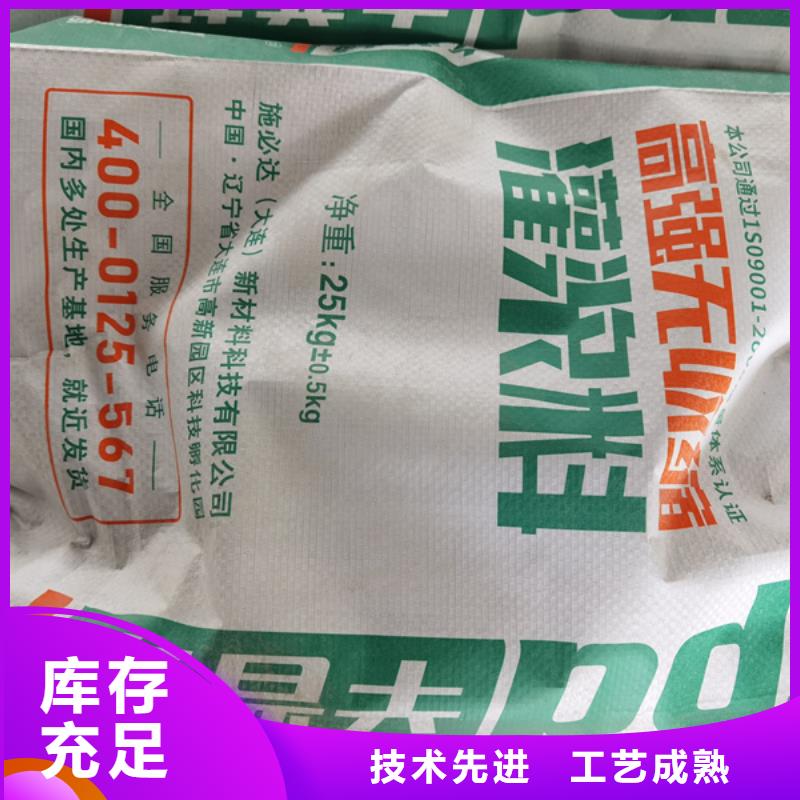 本公司通过ISO9001-20
体系认证
高强无收缩
灌浆料
净重：25kg±0.5kg
施必达（大连）新材料科技有限公司
中国·辽宁省大连市高新园区科技孵化园
全国服务电话
400-0125-567
国内多处生产基地，就近发货
库存
充足
技术先进 工艺成熟